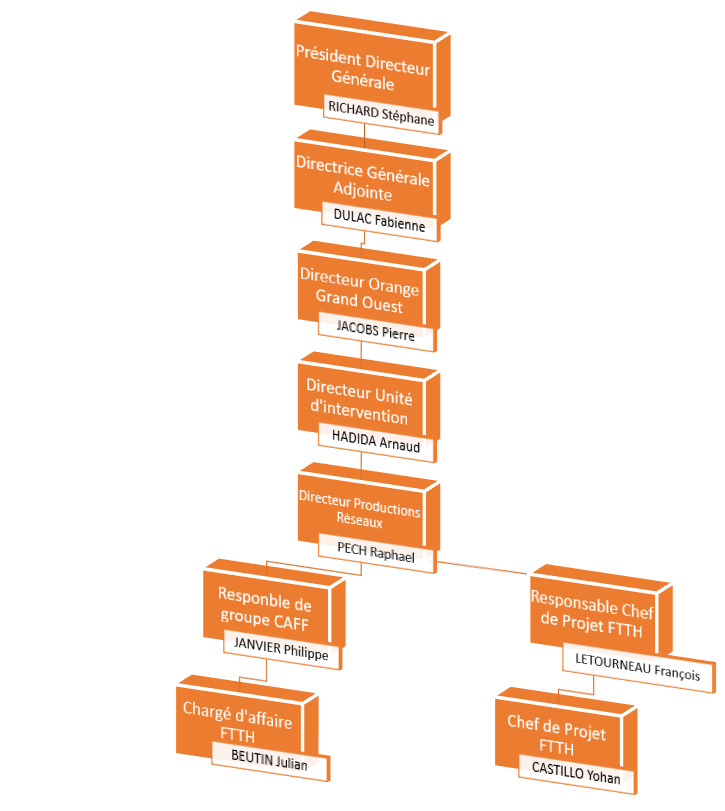 Président Directeur
Générale
RICHARD Stéphane
Directrice Générale
Adjointe
DULAC Fabienne
Directeur Orange
Grand Ouest
JACOBS Pierre
Directeur Unité
d'intervention
HADIDA Arnaud
Directeur Productions
Réseaux
PECH Raphael
Responble de
groupe CAFF
JANVIER Philippe
Responsable Chef
de Projet FTTH
LETOURNEAU François
Chargé d'affaire
FTTH
BEUTIN Julian
Chef de Projet
FTTH
CASTILLO Yohan